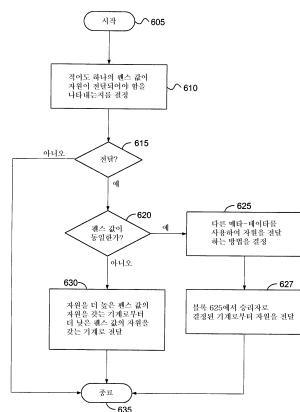 시작
605
적어도 하나의 펜스 값이
자원이 전달되어야 함을
나타내는지를 결정
610
615
전달?
아니오
예
620
펜스 값이
동일한가?
예
아니오
625
다른 메타-데이터를
사용하여 자원을 전달
하는 방법을 결정
630
자원을 더 높은 펜스 값의
자원을 갖는 기계로부터
더 낮은 펜스 값의 자원을
갖는 기계로 전달
627
블록 625에서 승리자로
결정된 기계로부터 자원을 전달
종료
635